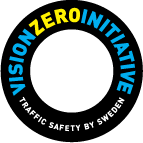 VISIONZEROINITIATIVE
TRAFFIC SAFETY BY SWEDEN